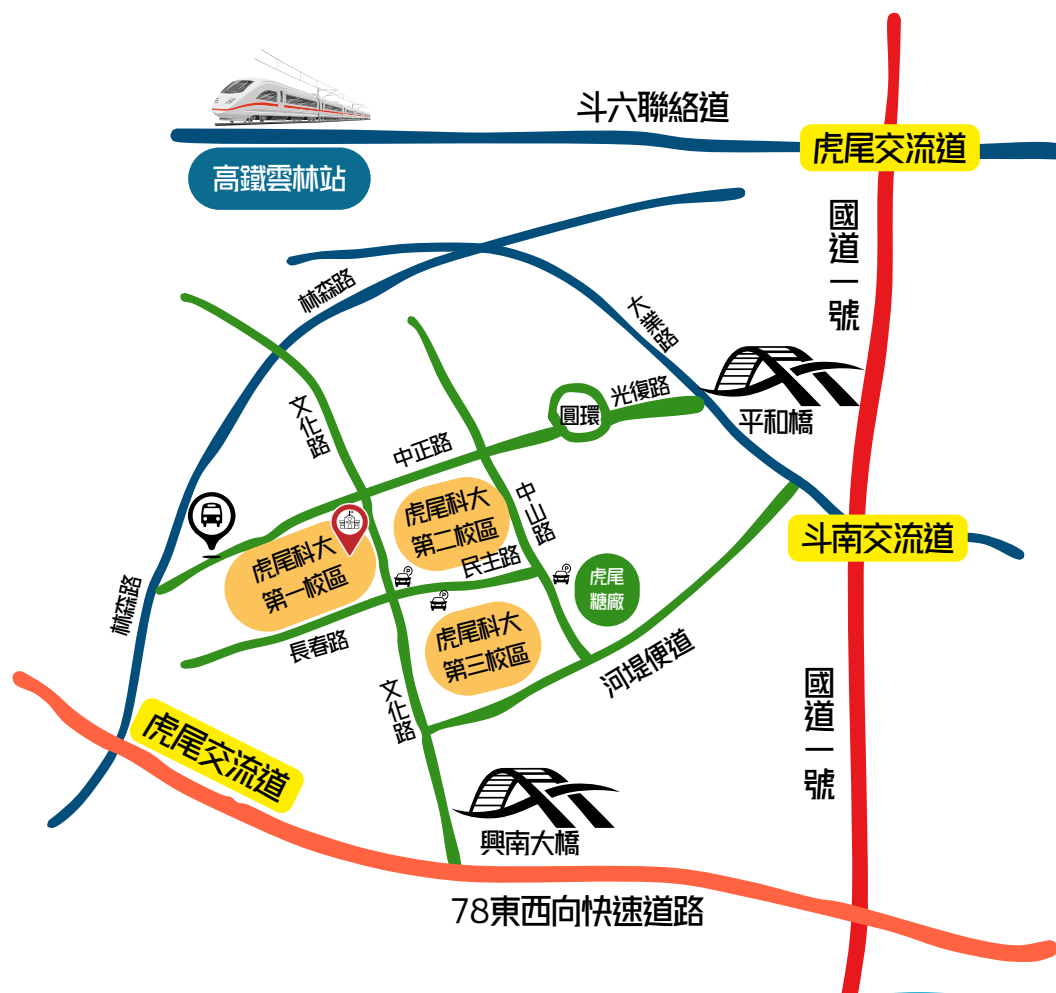 斗六聯絡道
虎尾交流道
高鐵雲林站
國道一號
林森路
大業路
光復路
圓環
平和橋
文化路
中正路
虎尾科大
第二校區
中山路
虎尾科大
第一校區
民主路
斗南交流道
虎尾
糖廠
林森路
長春路
虎尾科大
第三校區
河堤便道
文化路
國道一號
虎尾交流道
興南大橋
78東西向快速道路